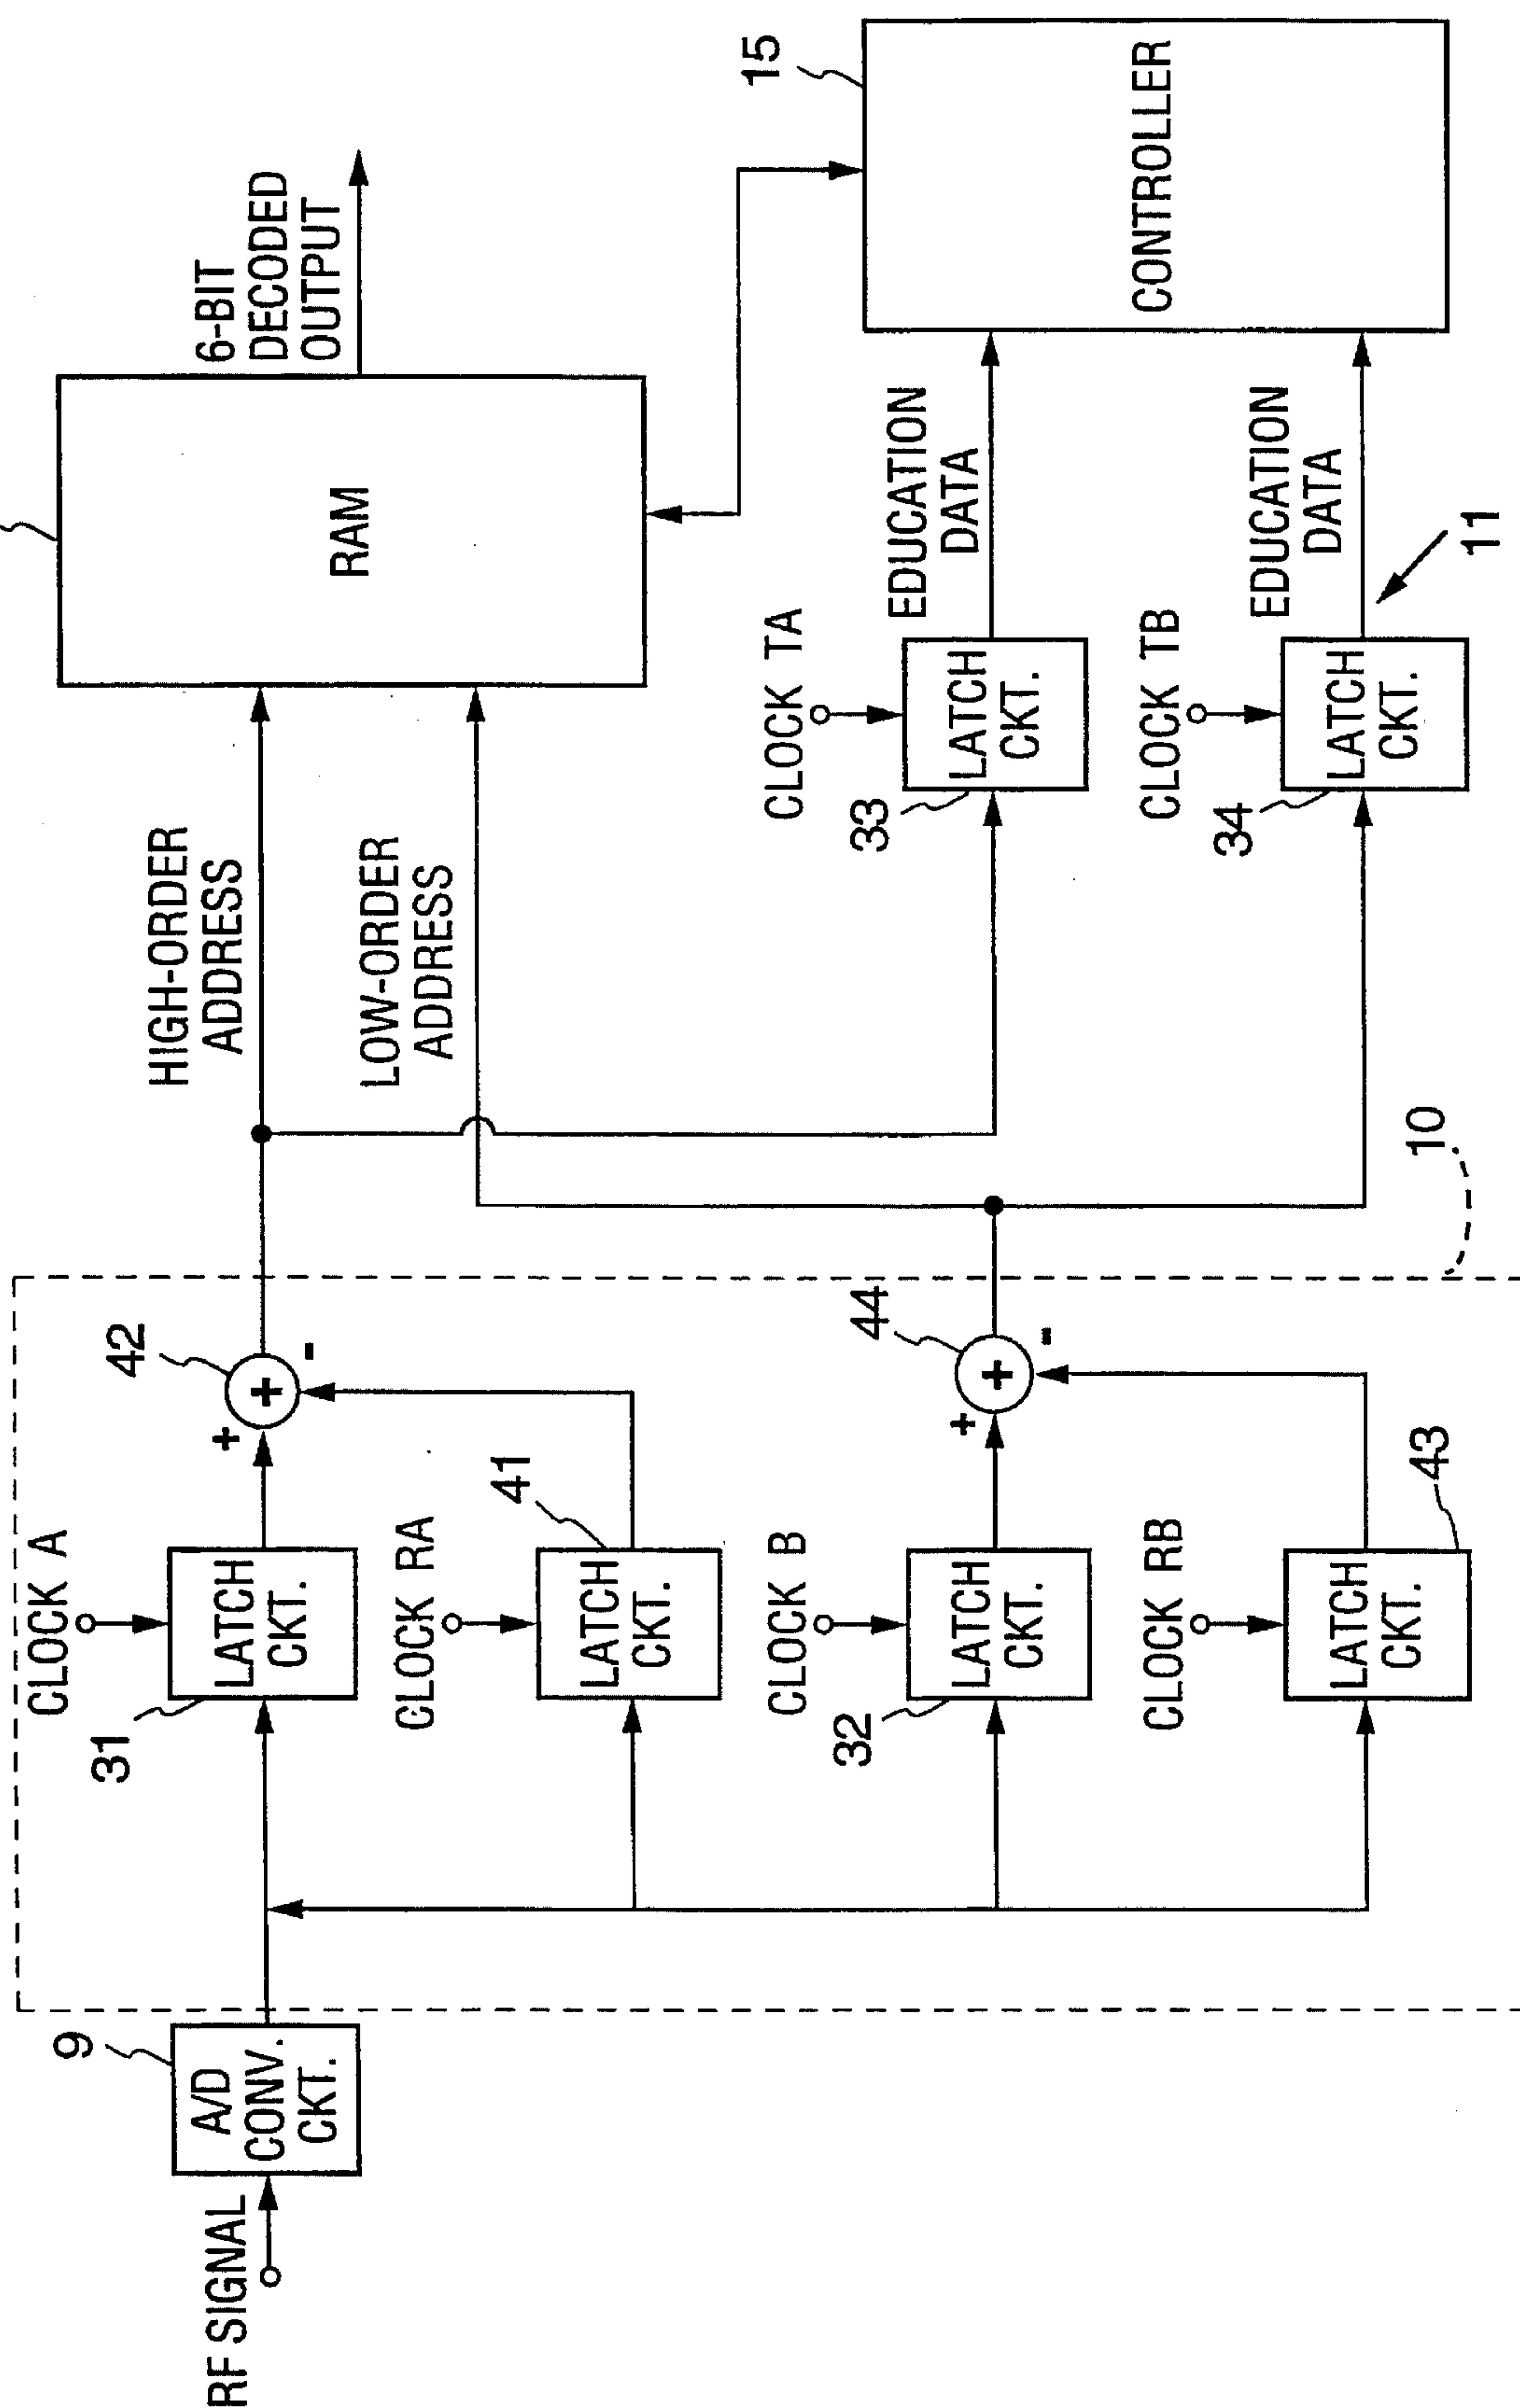 RF SIGNAL
9
A/D
CONV.
CKT.
CLOCK A
31
LATCH
CKT.
CLOCK RA
41
LATCH
CKT.
CLOCK B
32
LATCH
CKT.
CLOCK RB
43
LATCH
CKT.
42
+
+
-
44
+
+
-
10
HIGH-ORDER
ADDRESS
LOW-ORDER
ADDRESS
RAM
6-BIT
DECODED
OUTPUT
CLOCK TA
33
LATCH
CKT.
EDUCATION
DATA
CLOCK TB
34
LATCH
CKT.
EDUCATION
DATA
11
15
CONTROLLER